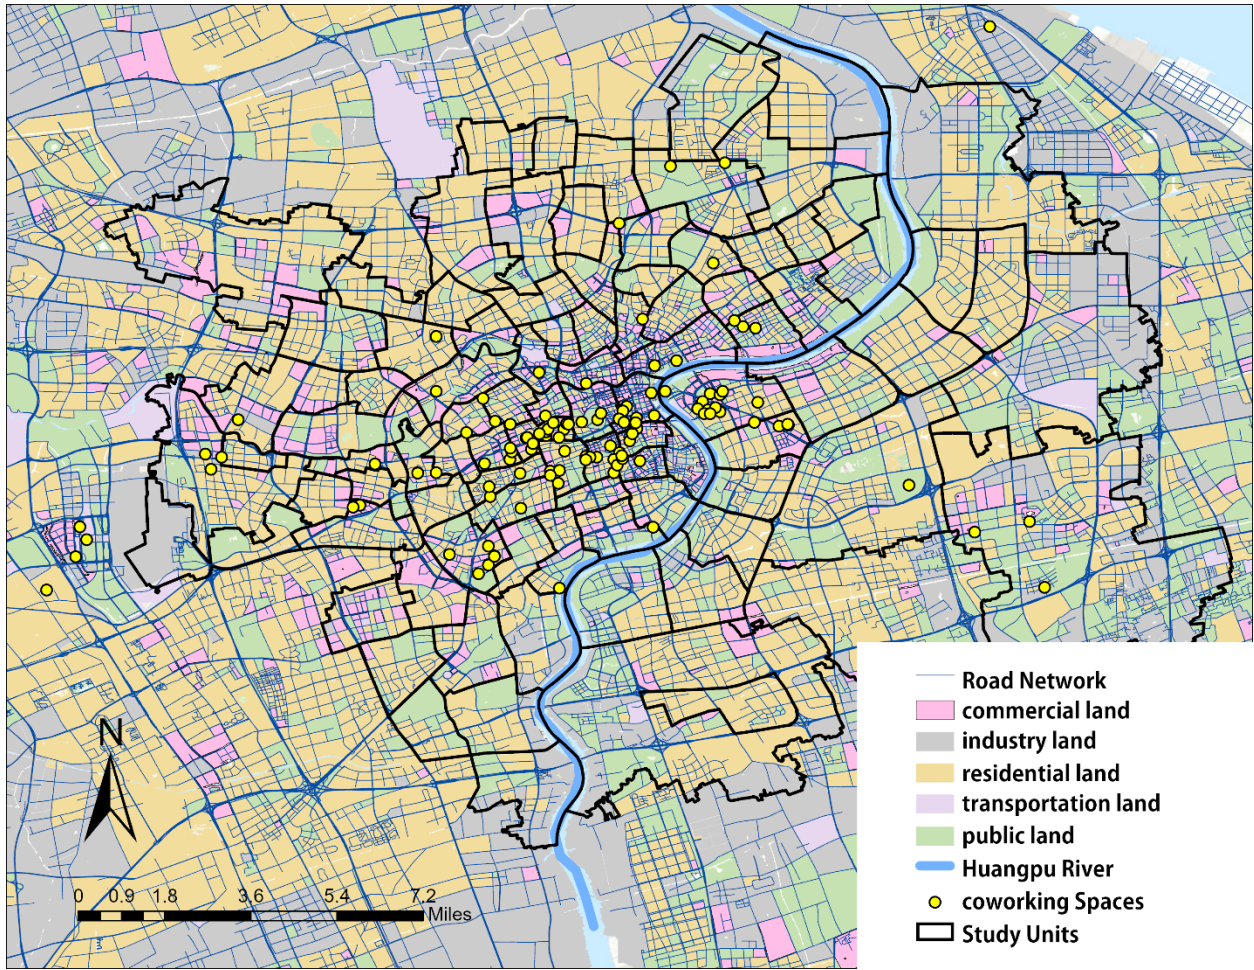 N
0 0.9 1.8 3.6 5.4 7.2
Miles
Road Network
commercial land
industry land
residential land
transportation land
public land
Huangpu River
coworking Spaces
Study Units